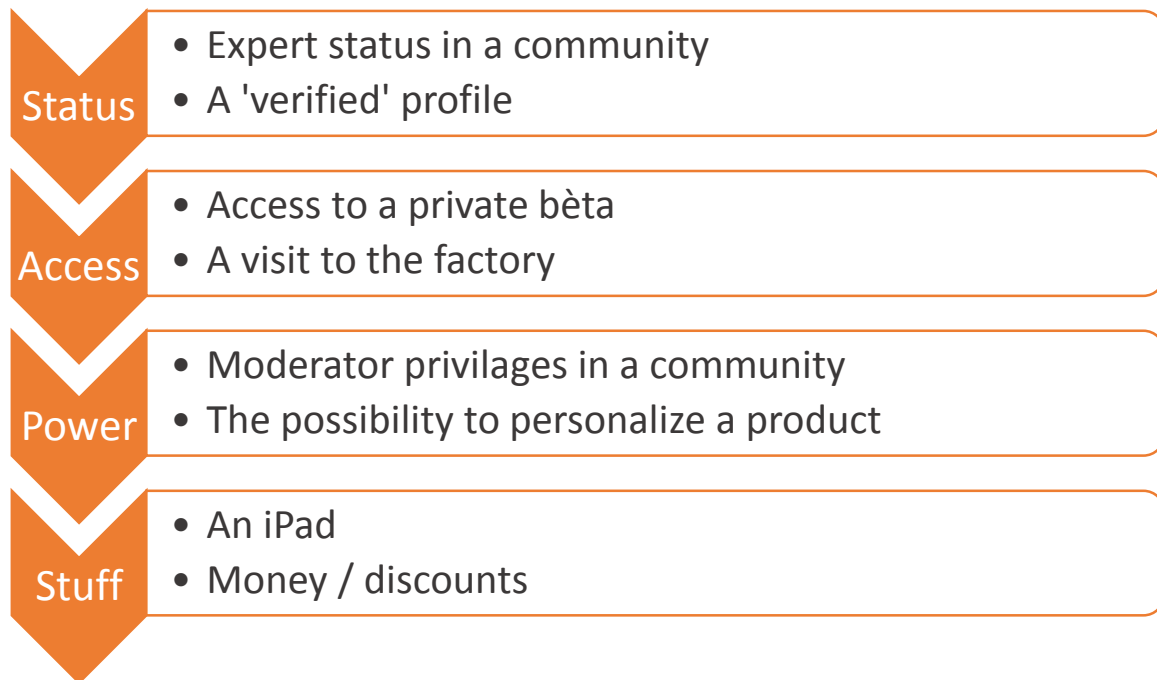 Status
• Expert status in a community
• A 'verified' profile
Access
• Access to a private bèta
• A visit to the factory
Power
• Moderator privilages in a community
• The possibility to personalize a product
Stuff
• An iPad
• Money / discounts